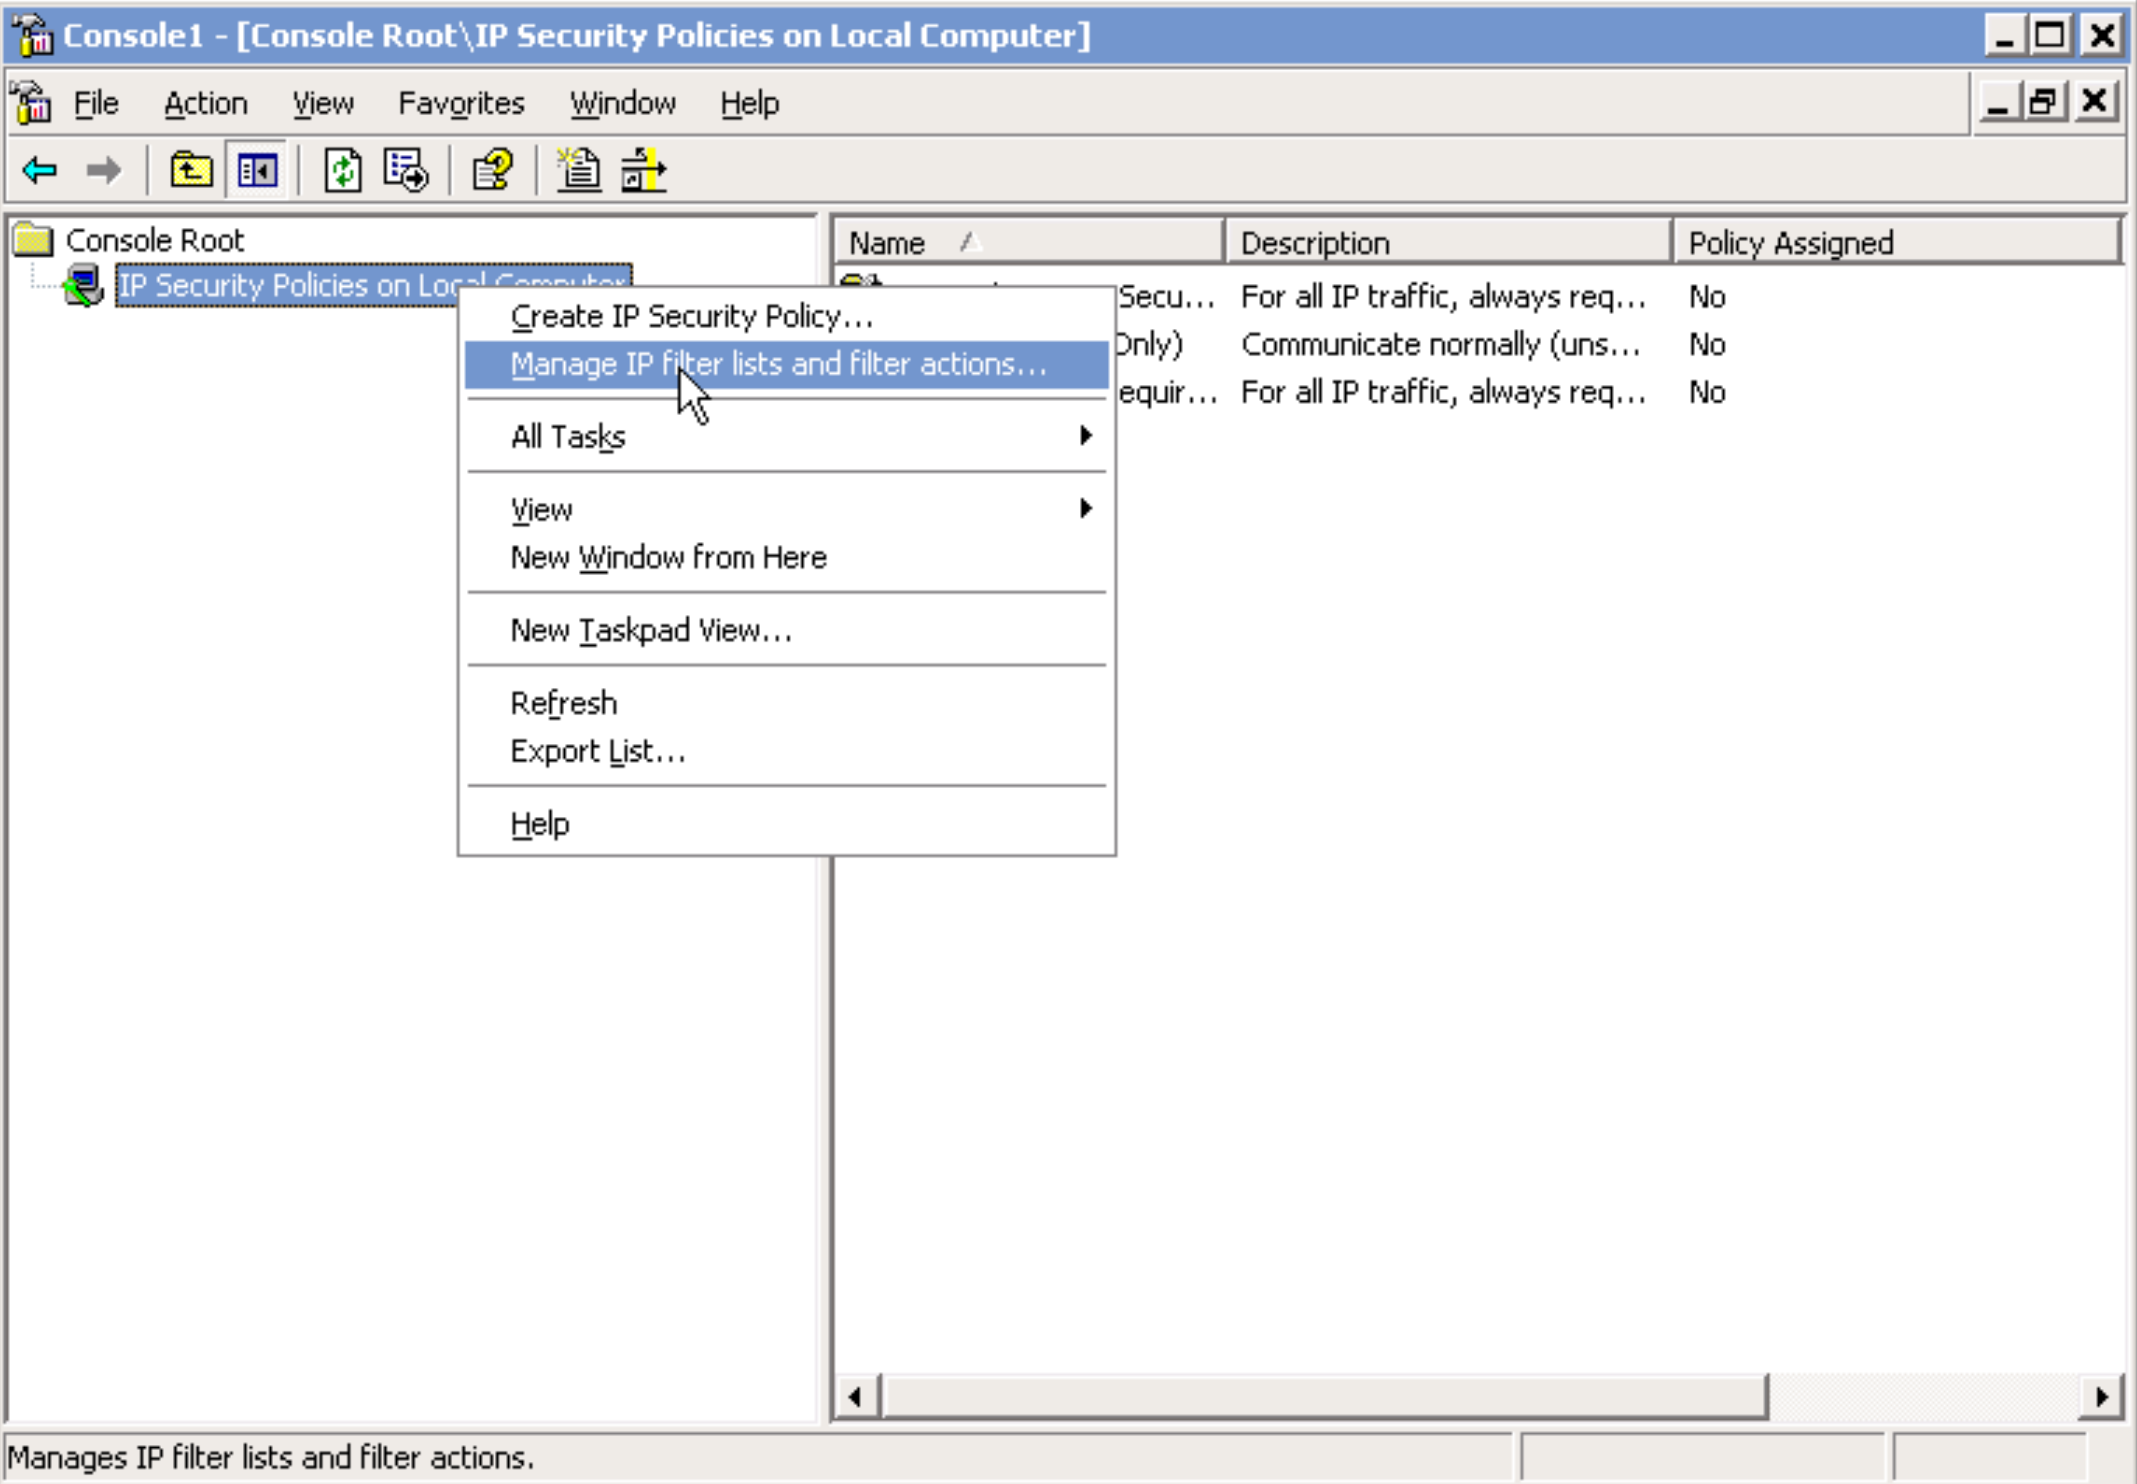 Console1 - [Console Root\IP Security Policies on Local Computer]
File Action View Favorites Window Help
Console Root
IP Security Policies on Local Computer
Name Description Policy Assigned
Secu... For all IP traffic, always req... No
Only) Communicate normally (uns... No
equir... For all IP traffic, always req... No
Create IP Security Policy...
Manage IP filter lists and filter actions...
All Tasks
View
New Window from Here
New Taskpad View...
Refresh
Export List...
Help
Manages IP filter lists and filter actions.